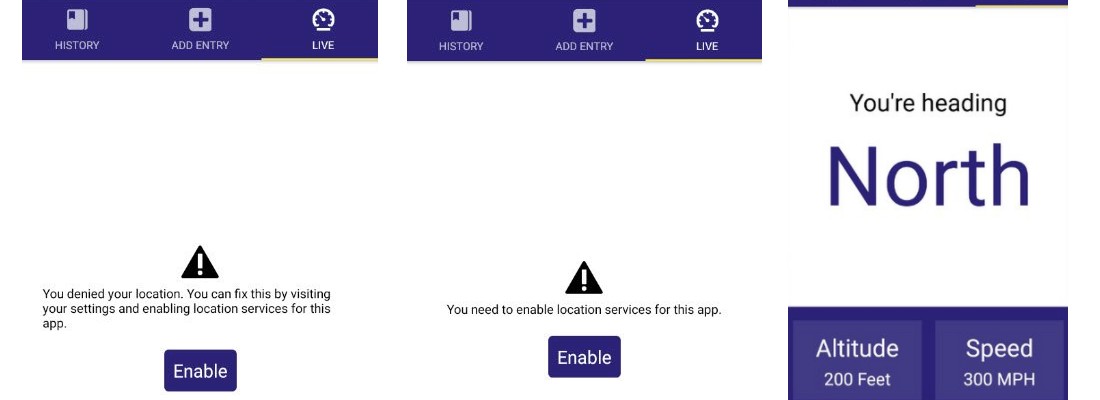 HISTORY
ADD ENTRY
LIVE
You denied your location. You can fix this by visiting
your settings and enabling location services for this
app.
Enable
HISTORY
ADD ENTRY
LIVE
You need to enable location services for this app.
Enable
You're heading
North
Altitude
200 Feet
Speed
300 MPH